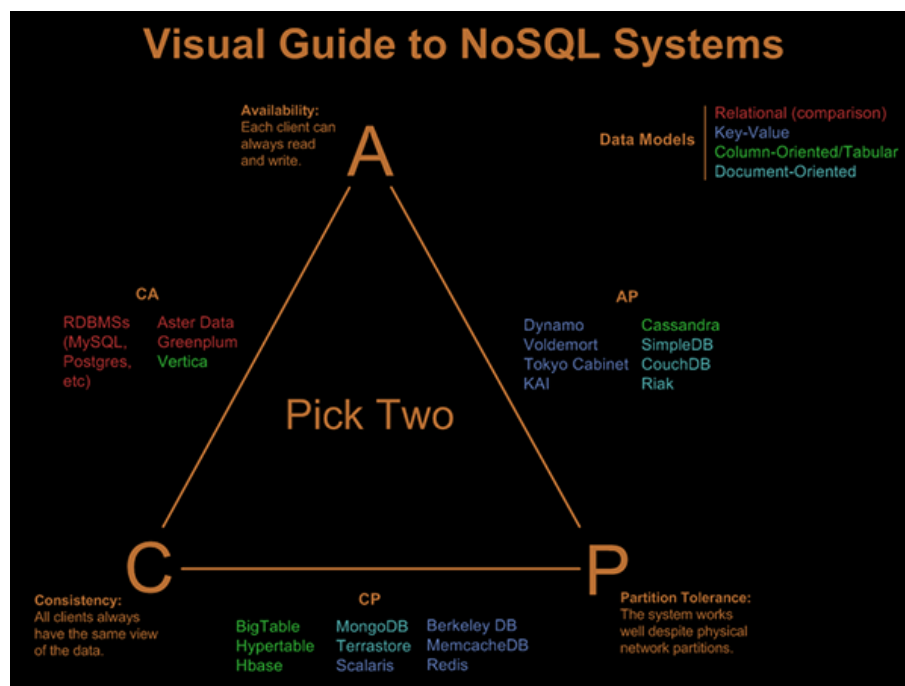 Visual Guide to NoSQL Systems
Availability:
Each client can
always read
and write.
A
Data Models
Relational (comparison)
Key-Value
Column-Oriented/Tabular
Document-Oriented
CA
RDBMSs
(MySQL,
Postgres,
etc)
Aster Data
Greenplum
Vertica
AP
Dynamo
Voldemort
Tokyo Cabinet
KAI
Cassandra
SimpleDB
CouchDB
Riak
Pick Two
C
Consistency:
All clients always
have the same view
of the data.
CP
BigTable
Hypertable
Hbase
MongoDB
Terrastore
Scalaris
Berkeley DB
MemcacheDB
Redis
P
Partition Tolerance:
The system works
well despite physical
network partitions.